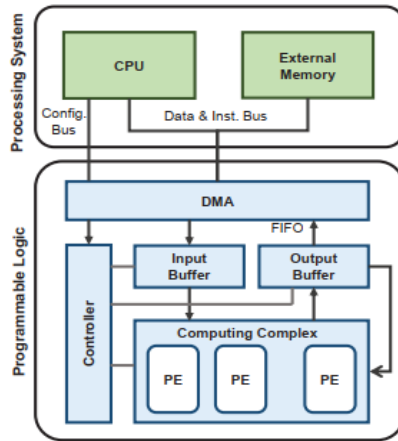 Processing System
CPU
External
Memory
Config.
Bus
Data & Inst. Bus
Programmable Logic
DMA
FIFO
Controller
Input
Buffer
Output
Buffer
Computing Complex
PE
PE
PE